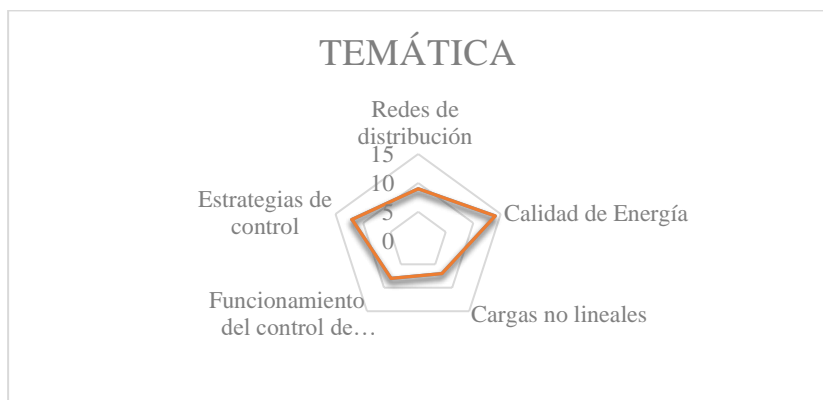 TEMÁTICA
Redes de
distribución
15
10
5
0
Calidad de Energía
Cargas no lineales
Funcionamiento
del control de…
Estrategias de
control